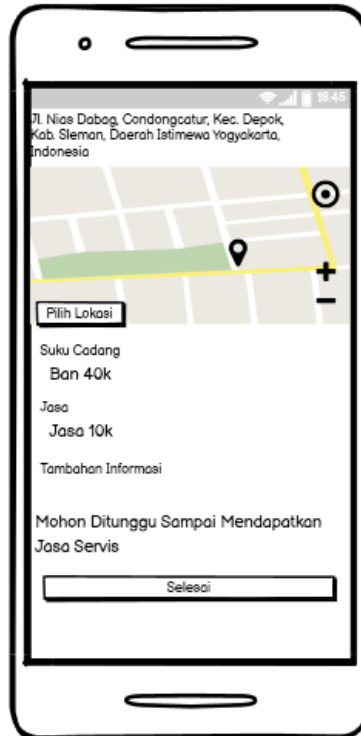 18:45
Jl. Nias Dabag, Condongcatur, Kec. Depok,
Kab. Sleman, Daerah Istimewa Yogyakarta,
Indonesia
Pilih Lokasi
Suku Cadang
Ban 40k
Jasa
Jasa 10k
Tambahan Informasi
Mohon Ditunggu Sampai Mendapatkan
Jasa Servis
Selesai